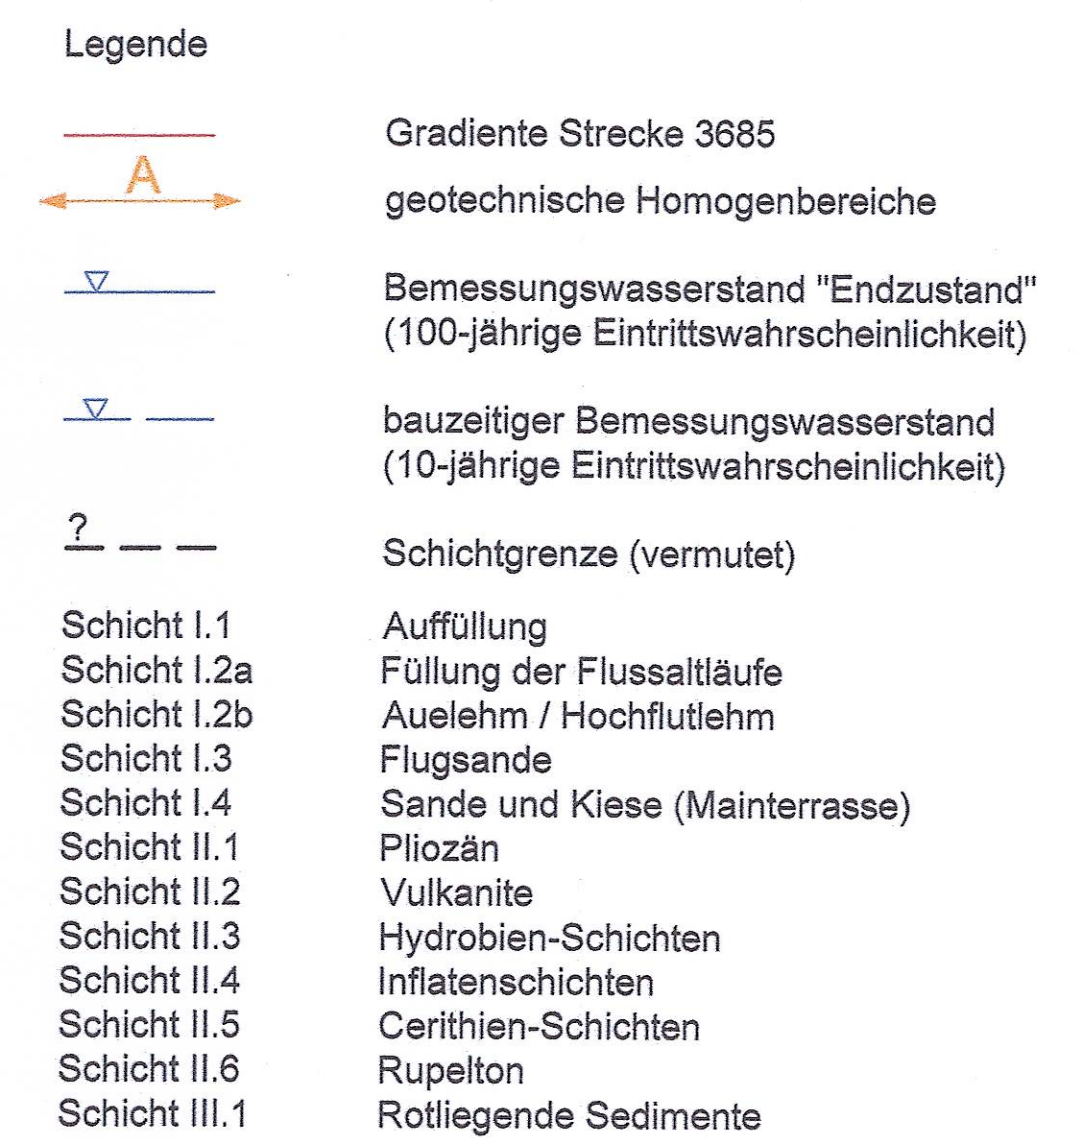 Legende
Gradiente Strecke 3685
A
geotechnische Homogenbereiche
Bemessungswasserstand "Endzustand"
(100-jährige Eintrittswahrscheinlichkeit)
bauzeitiger Bemessungswasserstand
(10-jährige Eintrittswahrscheinlichkeit)
?
Schichtgrenze (vermutet)
Schicht I.1 Auffüllung
Schicht I.2a Füllung der Flussaltläufe
Schicht I.2b Auelehm / Hochflutlehm
Schicht I.3 Flugsande
Schicht I.4 Sande und Kiese (Mainterrasse)
Schicht II.1 Pliozän
Schicht II.2 Vulkanite
Schicht II.3 Hydrobien-Schichten
Schicht II.4 Inflatenschichten
Schicht II.5 Cerithien-Schichten
Schicht II.6 Rupelton
Schicht III.1 Rotliegende Sedimente